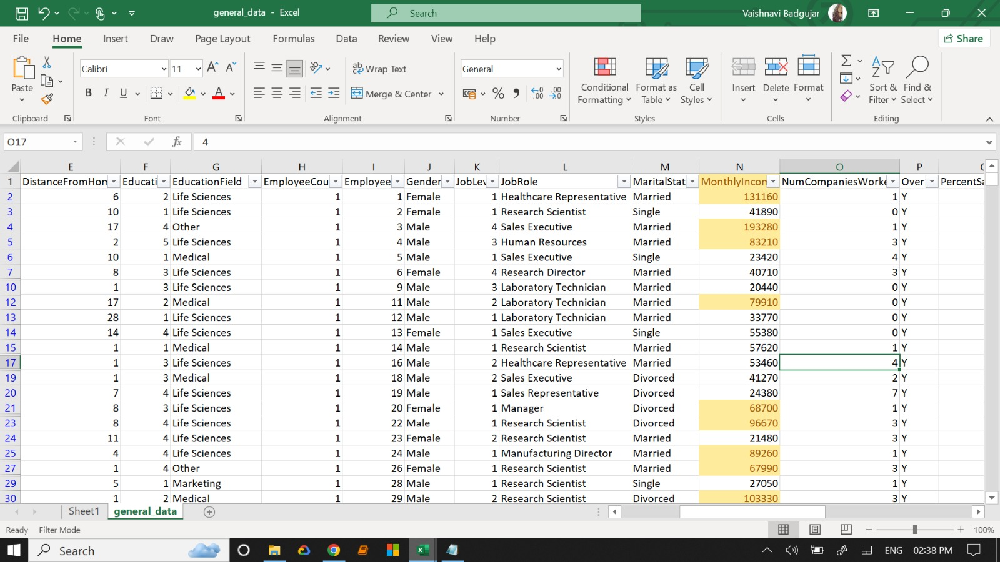 general_data - Excel
Search
Vaishnavi Badgujar
File Home Insert Draw Page Layout Formulas Data Review View Help Share
Calibri 11 ab Wrap Text General
Paste Conditional Formatting Format as Table Cell Styles Insert Delete Format Sort & Filter Find & Select
B I U A Merge & Center % .00
Clipboard Font Alignment Number Styles Cells Editing
O17 fx 4
E F G H I J K L M N O P
1 DistanceFromHon Educati EducationField EmployeeCou Employee Gender JobLev JobRole MaritalStat MonthlyIncon NumCompaniesWorke Over PercentSa
2 6 2 Life Sciences 1 1 Female 1 Healthcare Representative Married 131160 1 Y
3 10 1 Life Sciences 1 2 Female 1 Research Scientist Single 41890 0 Y
4 17 4 Other 1 3 Male 4 Sales Executive Married 193280 1 Y
5 2 5 Life Sciences 1 4 Male 3 Human Resources Married 83210 3 Y
6 10 1 Medical 1 5 Male 1 Sales Executive Single 23420 4 Y
7 8 3 Life Sciences 1 6 Female 4 Research Director Married 40710 3 Y
10 1 3 Life Sciences 1 9 Male 3 Laboratory Technician Married 20440 0 Y
12 17 2 Medical 1 11 Male 2 Laboratory Technician Married 79910 0 Y
13 28 1 Life Sciences 1 12 Male 1 Laboratory Technician Married 33770 0 Y
14 14 4 Life Sciences 1 13 Female 1 Sales Executive Single 55380 0 Y
15 1 1 Medical 1 14 Male 1 Research Scientist Married 57620 1 Y
17 1 3 Life Sciences 1 16 Male 2 Healthcare Representative Married 53460 4 Y
19 1 3 Medical 1 18 Male 2 Sales Executive Divorced 41270 2 Y
20 7 4 Life Sciences 1 19 Male 1 Sales Representative Divorced 24380 7 Y
21 8 3 Life Sciences 1 20 Female 1 Manager Divorced 68700 1 Y
23 8 4 Life Sciences 1 22 Male 1 Research Scientist Divorced 96670 3 Y
24 11 4 Life Sciences 1 23 Female 2 Research Scientist Married 21480 3 Y
25 4 4 Life Sciences 1 24 Male 1 Manufacturing Director Married 89260 1 Y
27 1 4 Other 1 26 Female 1 Research Scientist Married 67990 3 Y
29 5 1 Marketing 1 28 Male 1 Research Scientist Single 27050 1 Y
30 1 2 Medical 1 29 Male 2 Research Scientist Divorced 103330 3 Y
Sheet1 general_data
Ready Filter Mode 100%
Search ENG 02:38 PM